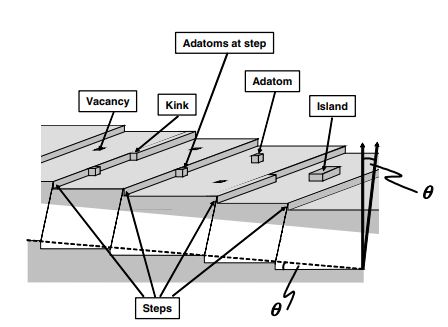 Adatoms at step
Vacancy
Kink
Adatom
Island
θ
θ
Steps